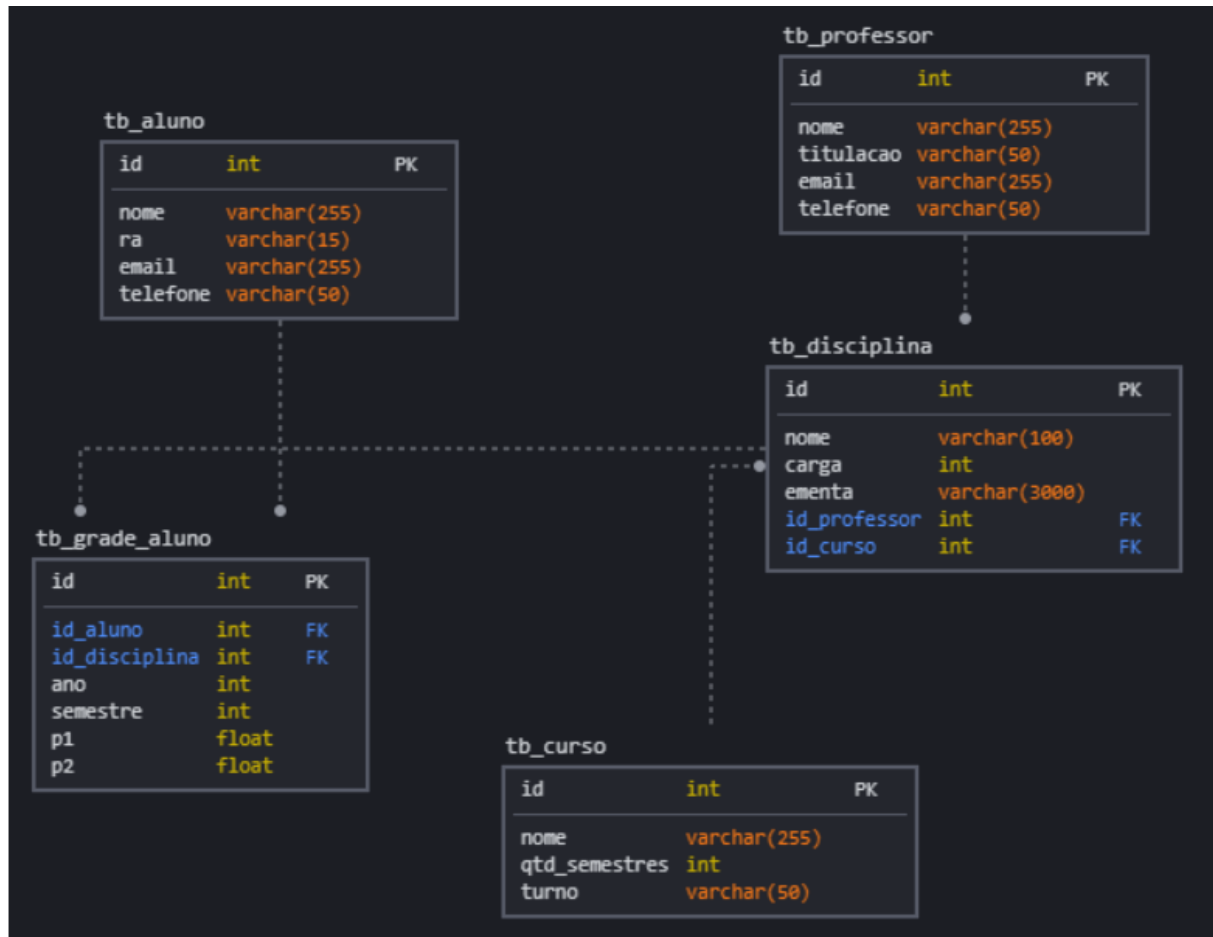 tb_professor
id int PK
nome varchar(255)
titulacao varchar(50)
email varchar(255)
telefone varchar(50)
tb_aluno
id int PK
nome varchar(255)
ra varchar(15)
email varchar(255)
telefone varchar(50)
tb_disciplina
id int PK
nome varchar(100)
carga int
ementa varchar(3000)
id_professor int FK
id_curso int FK
tb_grade_aluno
id int PK
id_aluno int FK
id_disciplina int FK
ano int
semestre int
p1 float
p2 float
tb_curso
id int PK
nome varchar(255)
qtd_semestres int
turno varchar(50)